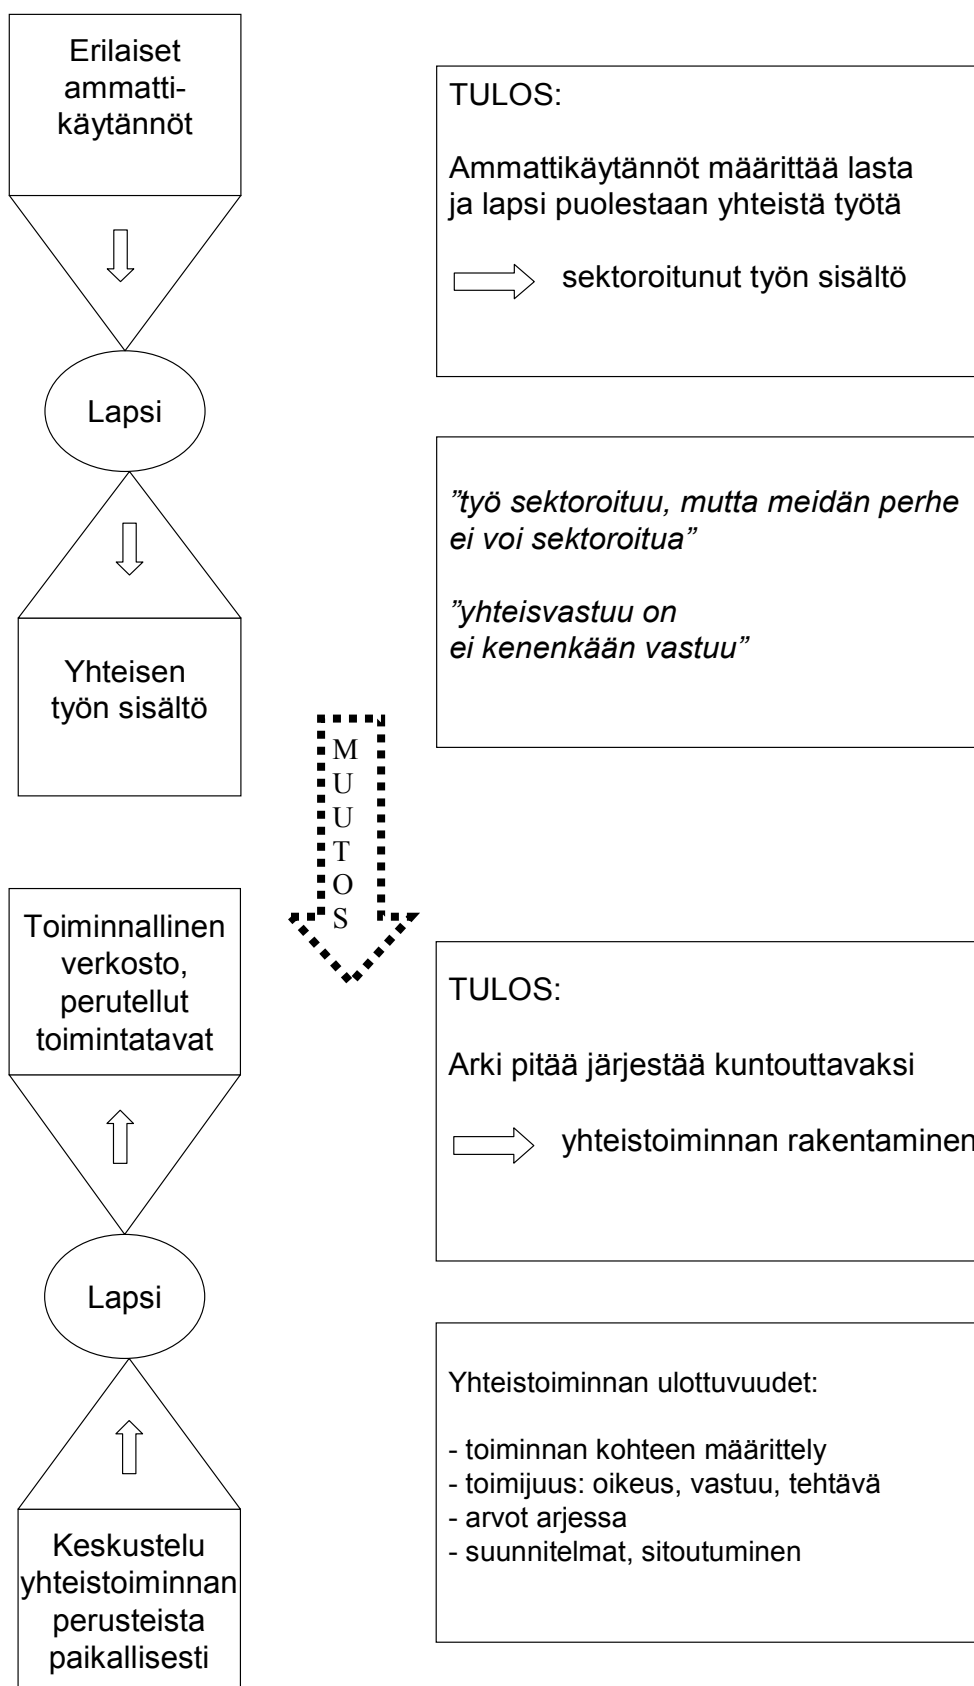 Erilaiset
ammatti-
käytännöt
TULOS:
Ammattikäytännöt määrittää lasta
ja lapsi puolestaan yhteistä työtä
sektoroitunut työn sisältö
Lapsi
”työ sektoroituu, mutta meidän perhe
ei voi sektoroitua”
”yhteisvastuu on
ei kenenkään vastuu”
Yhteisen
työn sisältö
M
U
U
T
O
S
Toiminnallinen
verkosto,
perutellut
toimintatavat
TULOS:
Arki pitää järjestää kuntouttavaksi
yhteistoiminnan rakentaminen
Lapsi
Yhteistoiminnan ulottuvuudet:
- toiminnan kohteen määrittely
- toimijuus: oikeus, vastuu, tehtävä
- arvot arjessa
- suunnitelmat, sitoutuminen
Keskustelu
yhteistoiminnan
perusteista
paikallisesti